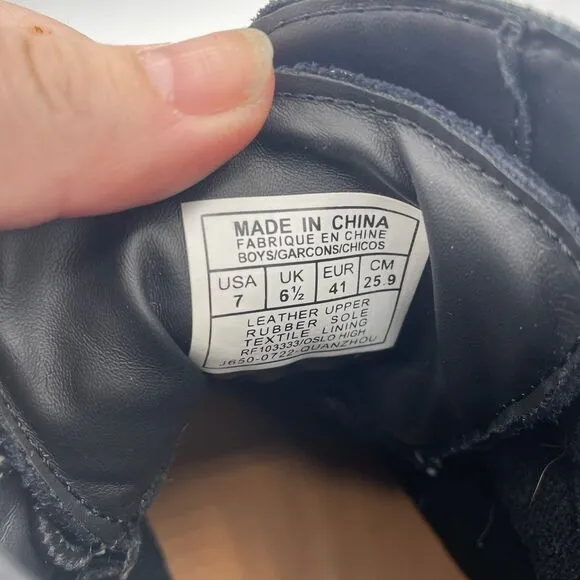 MADE IN CHINA
FABRIQUE EN CHINE
BOYS/GARCONS/CHICOS
USA UK EUR CM
7 6½ 41 25.9
LEATHER UPPER
RUBBER SOLE
TEXTILE LINING
RF103333/OSLO HIGH
J650-0722-QUANZHOU